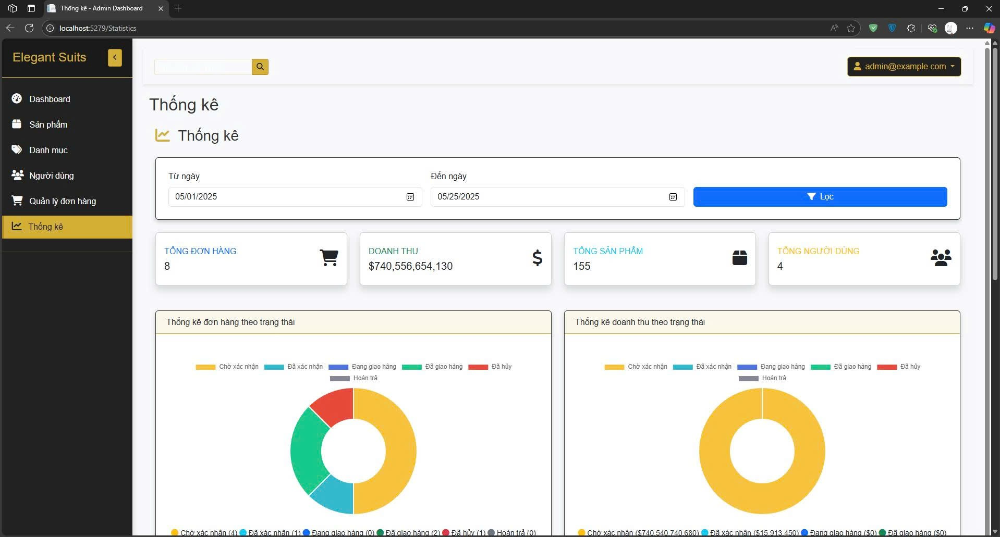 Thống kê - Admin Dashboard
localhost:5279/Statistics
Elegant Suits
admin@example.com
Dashboard
Sản phẩm
Danh mục
Người dùng
Quản lý đơn hàng
Thống kê
Thống kê
Thống kê
Từ ngày
Đến ngày
05/01/2025
05/25/2025
Lọc
TỔNG ĐƠN HÀNG
8
DOANH THU
$740,556,654,130
TỔNG SẢN PHẨM
155
TỔNG NGƯỜI DÙNG
4
Thống kê đơn hàng theo trạng thái
Chờ xác nhận Đã xác nhận Đang giao hàng Đã giao hàng Đã hủy
Hoàn trả
Chờ xác nhận (4) Đã xác nhận (1) Đang giao hàng (0) Đã giao hàng (2) Đã hủy (1) Hoàn trả (0)
Thống kê doanh thu theo trạng thái
Chờ xác nhận Đã xác nhận Đang giao hàng Đã giao hàng Đã hủy
Hoàn trả
Chờ xác nhận ($740,540,740,680) Đã xác nhận ($15,913,450) Đang giao hàng ($0) Đã giao hàng ($0)